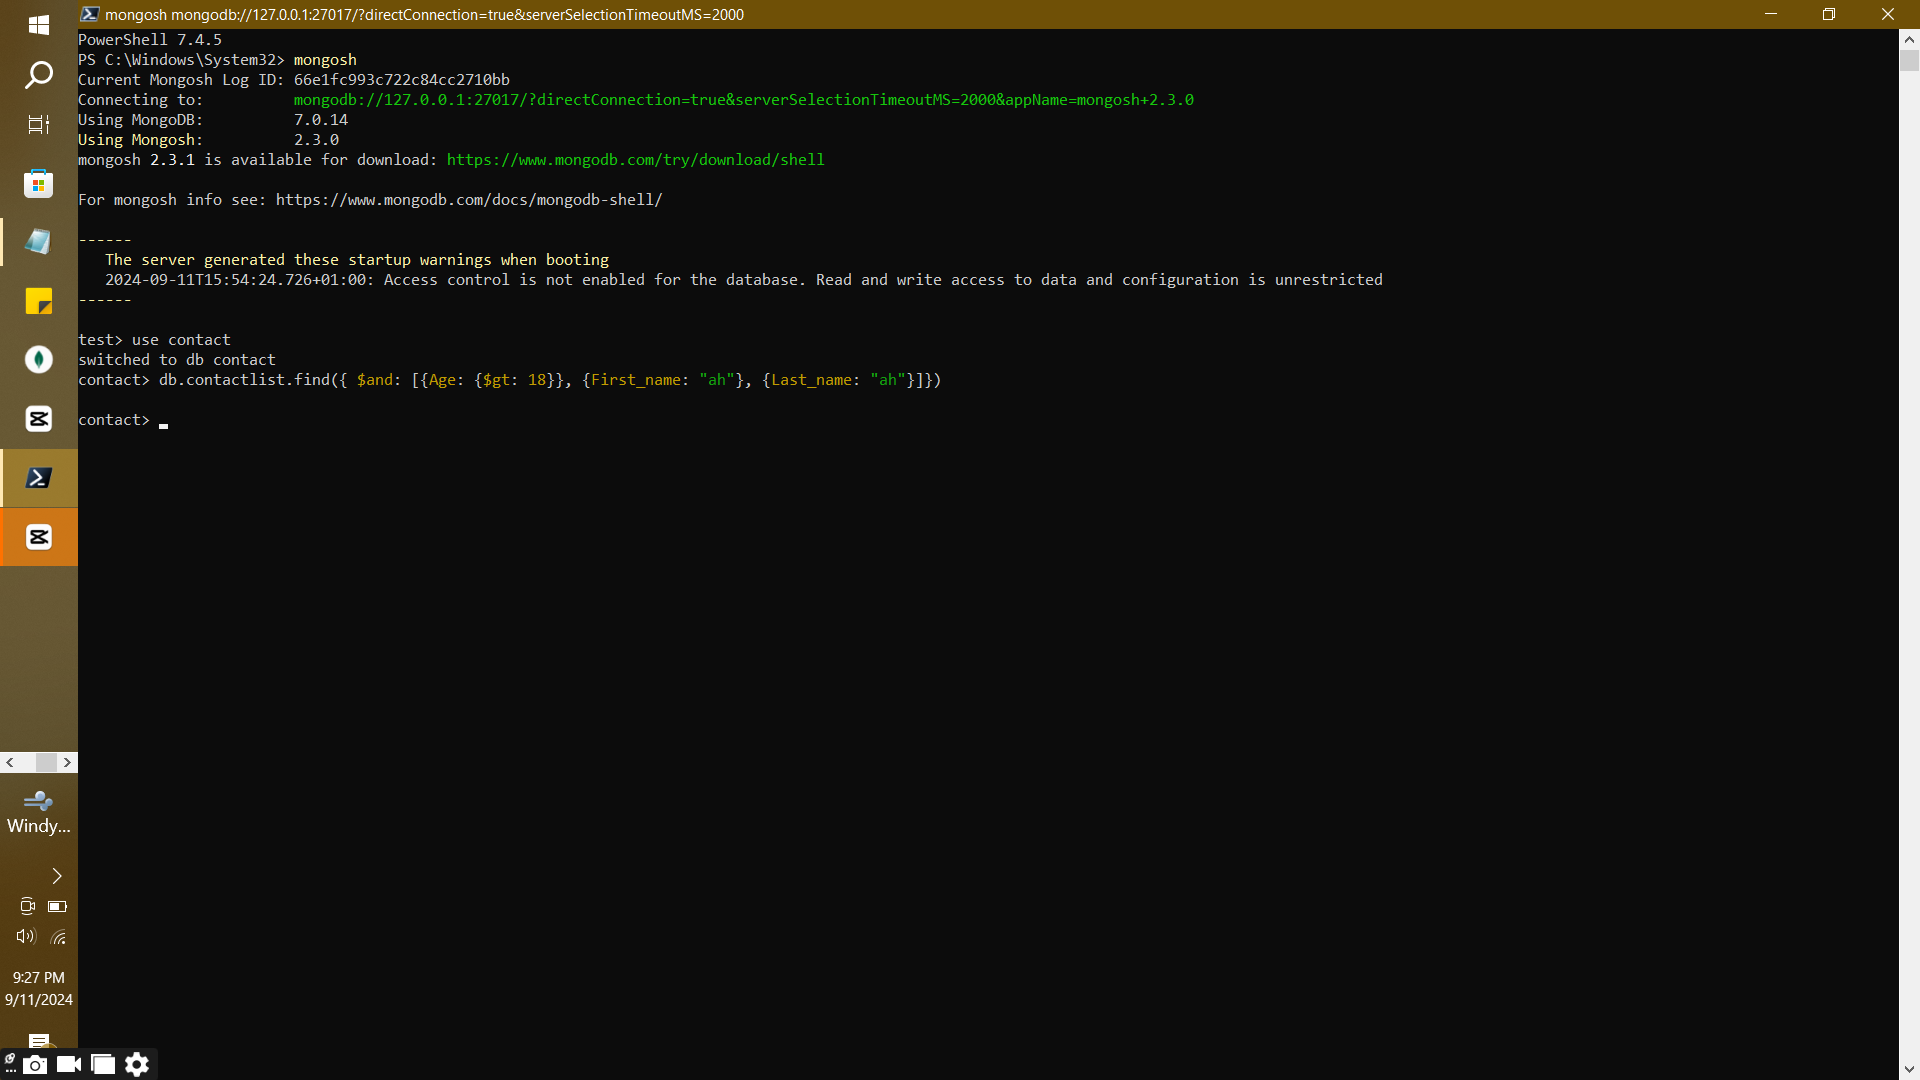 mongosh mongodb://127.0.0.1:27017/?directConnection=true&serverSelectionTimeoutMS=2000
PowerShell 7.4.5
PS C:\Windows\System32> mongosh
Current Mongosh Log ID: 66e1fc993c722c84cc2710bb
Connecting to:          mongodb://127.0.0.1:27017/?directConnection=true&serverSelectionTimeoutMS=2000&appName=mongosh+2.3.0
Using MongoDB:          7.0.14
Using Mongosh:          2.3.0
mongosh 2.3.1 is available for download: https://www.mongodb.com/try/download/shell
For mongosh info see: https://www.mongodb.com/docs/mongodb-shell/
------
The server generated these startup warnings when booting
2024-09-11T15:54:24.726+01:00: Access control is not enabled for the database. Read and write access to data and configuration is unrestricted
------
test> use contact
switched to db contact
contact> db.contactlist.find({ $and: [{Age: {$gt: 18}}, {First_name: "ah"}, {Last_name: "ah"}]})
contact>
Windy...
9:27 PM
9/11/2024